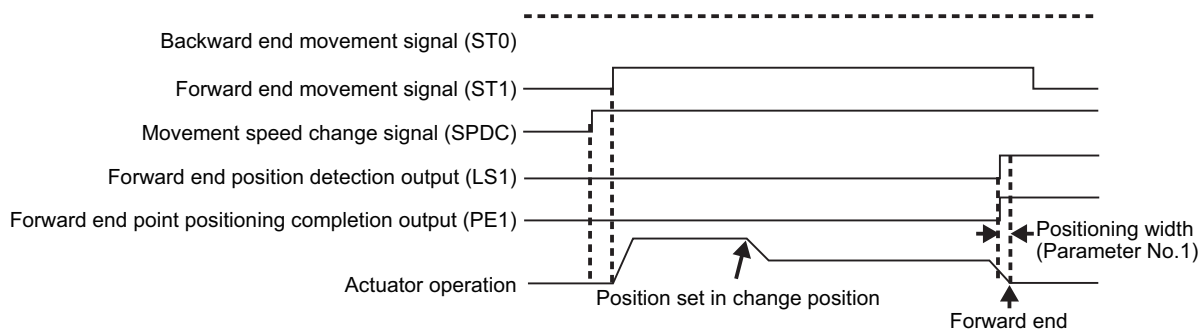 Backward end movement signal (ST0)
Forward end movement signal (ST1)
Movement speed change signal (SPDC)
Forward end position detection output (LS1)
Forward end point positioning completion output (PE1)
Positioning width
(Parameter No.1)
Actuator operation
Position set in change position
Forward end